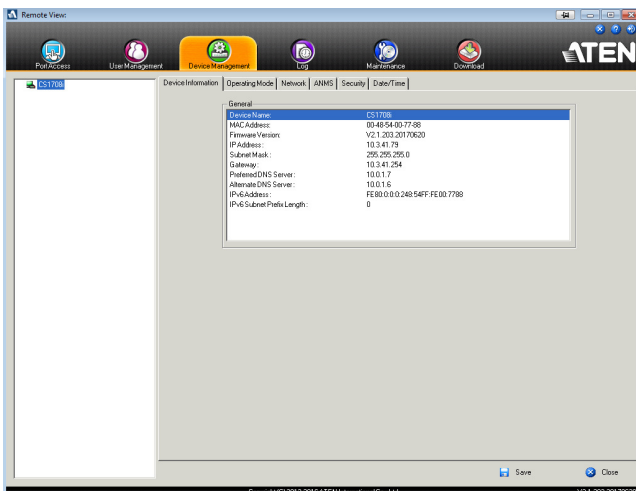 Remote View:
ATEN
Port Access User Management Device Management Log Maintenance Download
CS1708i
Device Information Operating Mode Network ANMS Security Date/Time
General
Device Name: CS1708i
MAC Address: 00-48-54-00-77-88
Firmware Version: V2.1.203.20170620
IP Address : 10.3.41.79
Subnet Mask : 255.255.255.0
Gateway : 10.3.41.254
Preferred DNS Server : 10.0.1.7
Alternate DNS Server : 10.0.1.6
IPv6 Address : FE80:0:0:0:248:54FF:FE00:7788
IPv6 Subnet Prefix Length : 0
Save Close